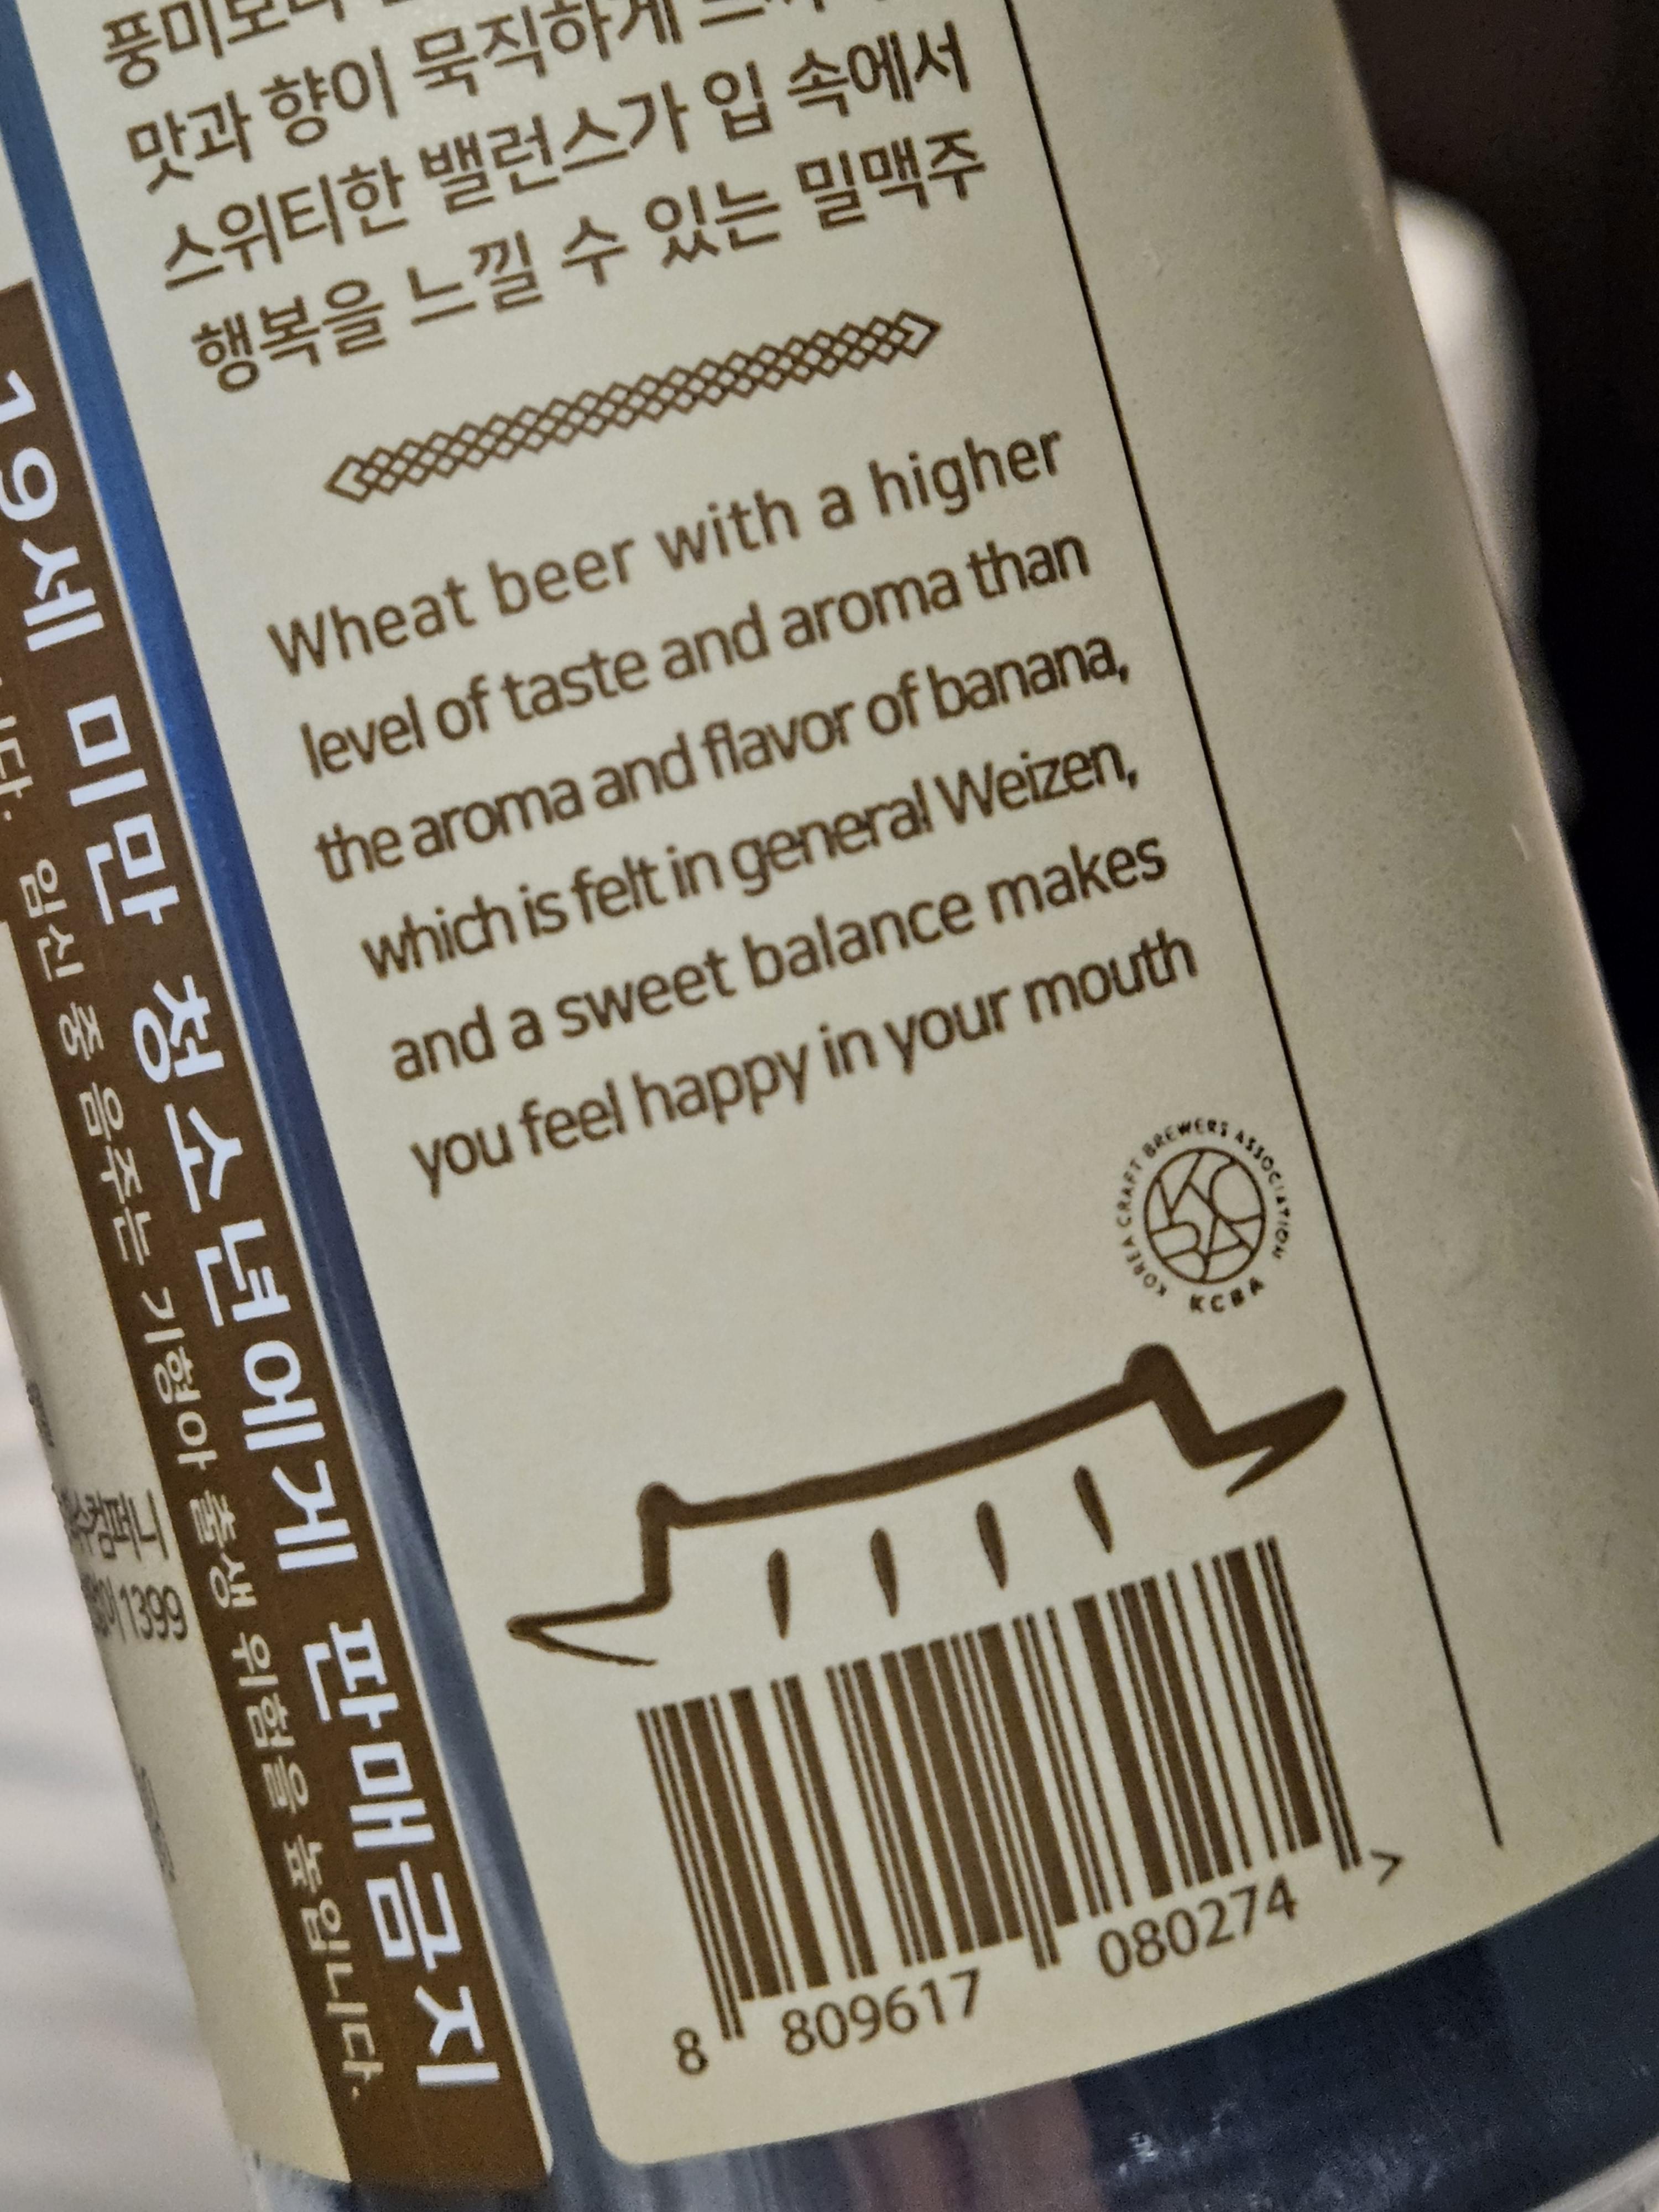 맛과 향이 묵직하게
스위티한 밸런스가 입 속에서
행복을 느낄 수 있는 밀맥주
Wheat beer with a higher
level of taste and aroma than
the aroma and flavor of banana,
which is felt in general Weizen,
and a sweet balance makes
you feel happy in your mouth
KOREA CRAFT BREWERS ASSOCIATION
KCBA
KCBA
8 809617 080274 >
19세 미만 청소년에게 판매금지
임신 중 음주는 기형아 출생 위험을 높입니다.
1399